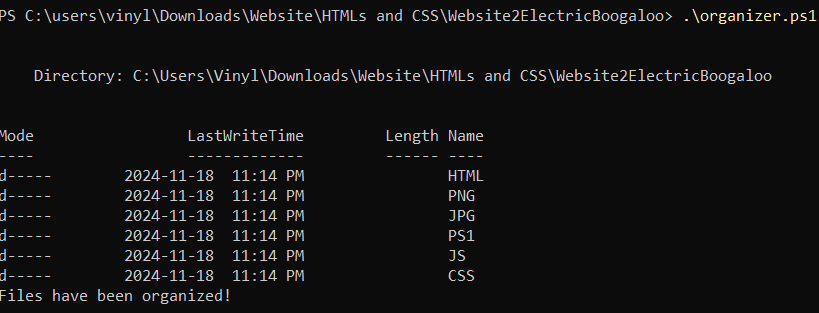 PS C:\users\vinyl\Downloads\Website\HTMLs and CSS\Website2ElectricBoogaloo> .\organizer.ps1
Directory: C:\Users\Vinyl\Downloads\Website\HTMLs and CSS\Website2ElectricBoogaloo
Mode LastWriteTime Length Name
---- ------------- ------ ----
d----- 2024-11-18 11:14 PM HTML
d----- 2024-11-18 11:14 PM PNG
d----- 2024-11-18 11:14 PM JPG
d----- 2024-11-18 11:14 PM PS1
d----- 2024-11-18 11:14 PM JS
d----- 2024-11-18 11:14 PM CSS
Files have been organized!